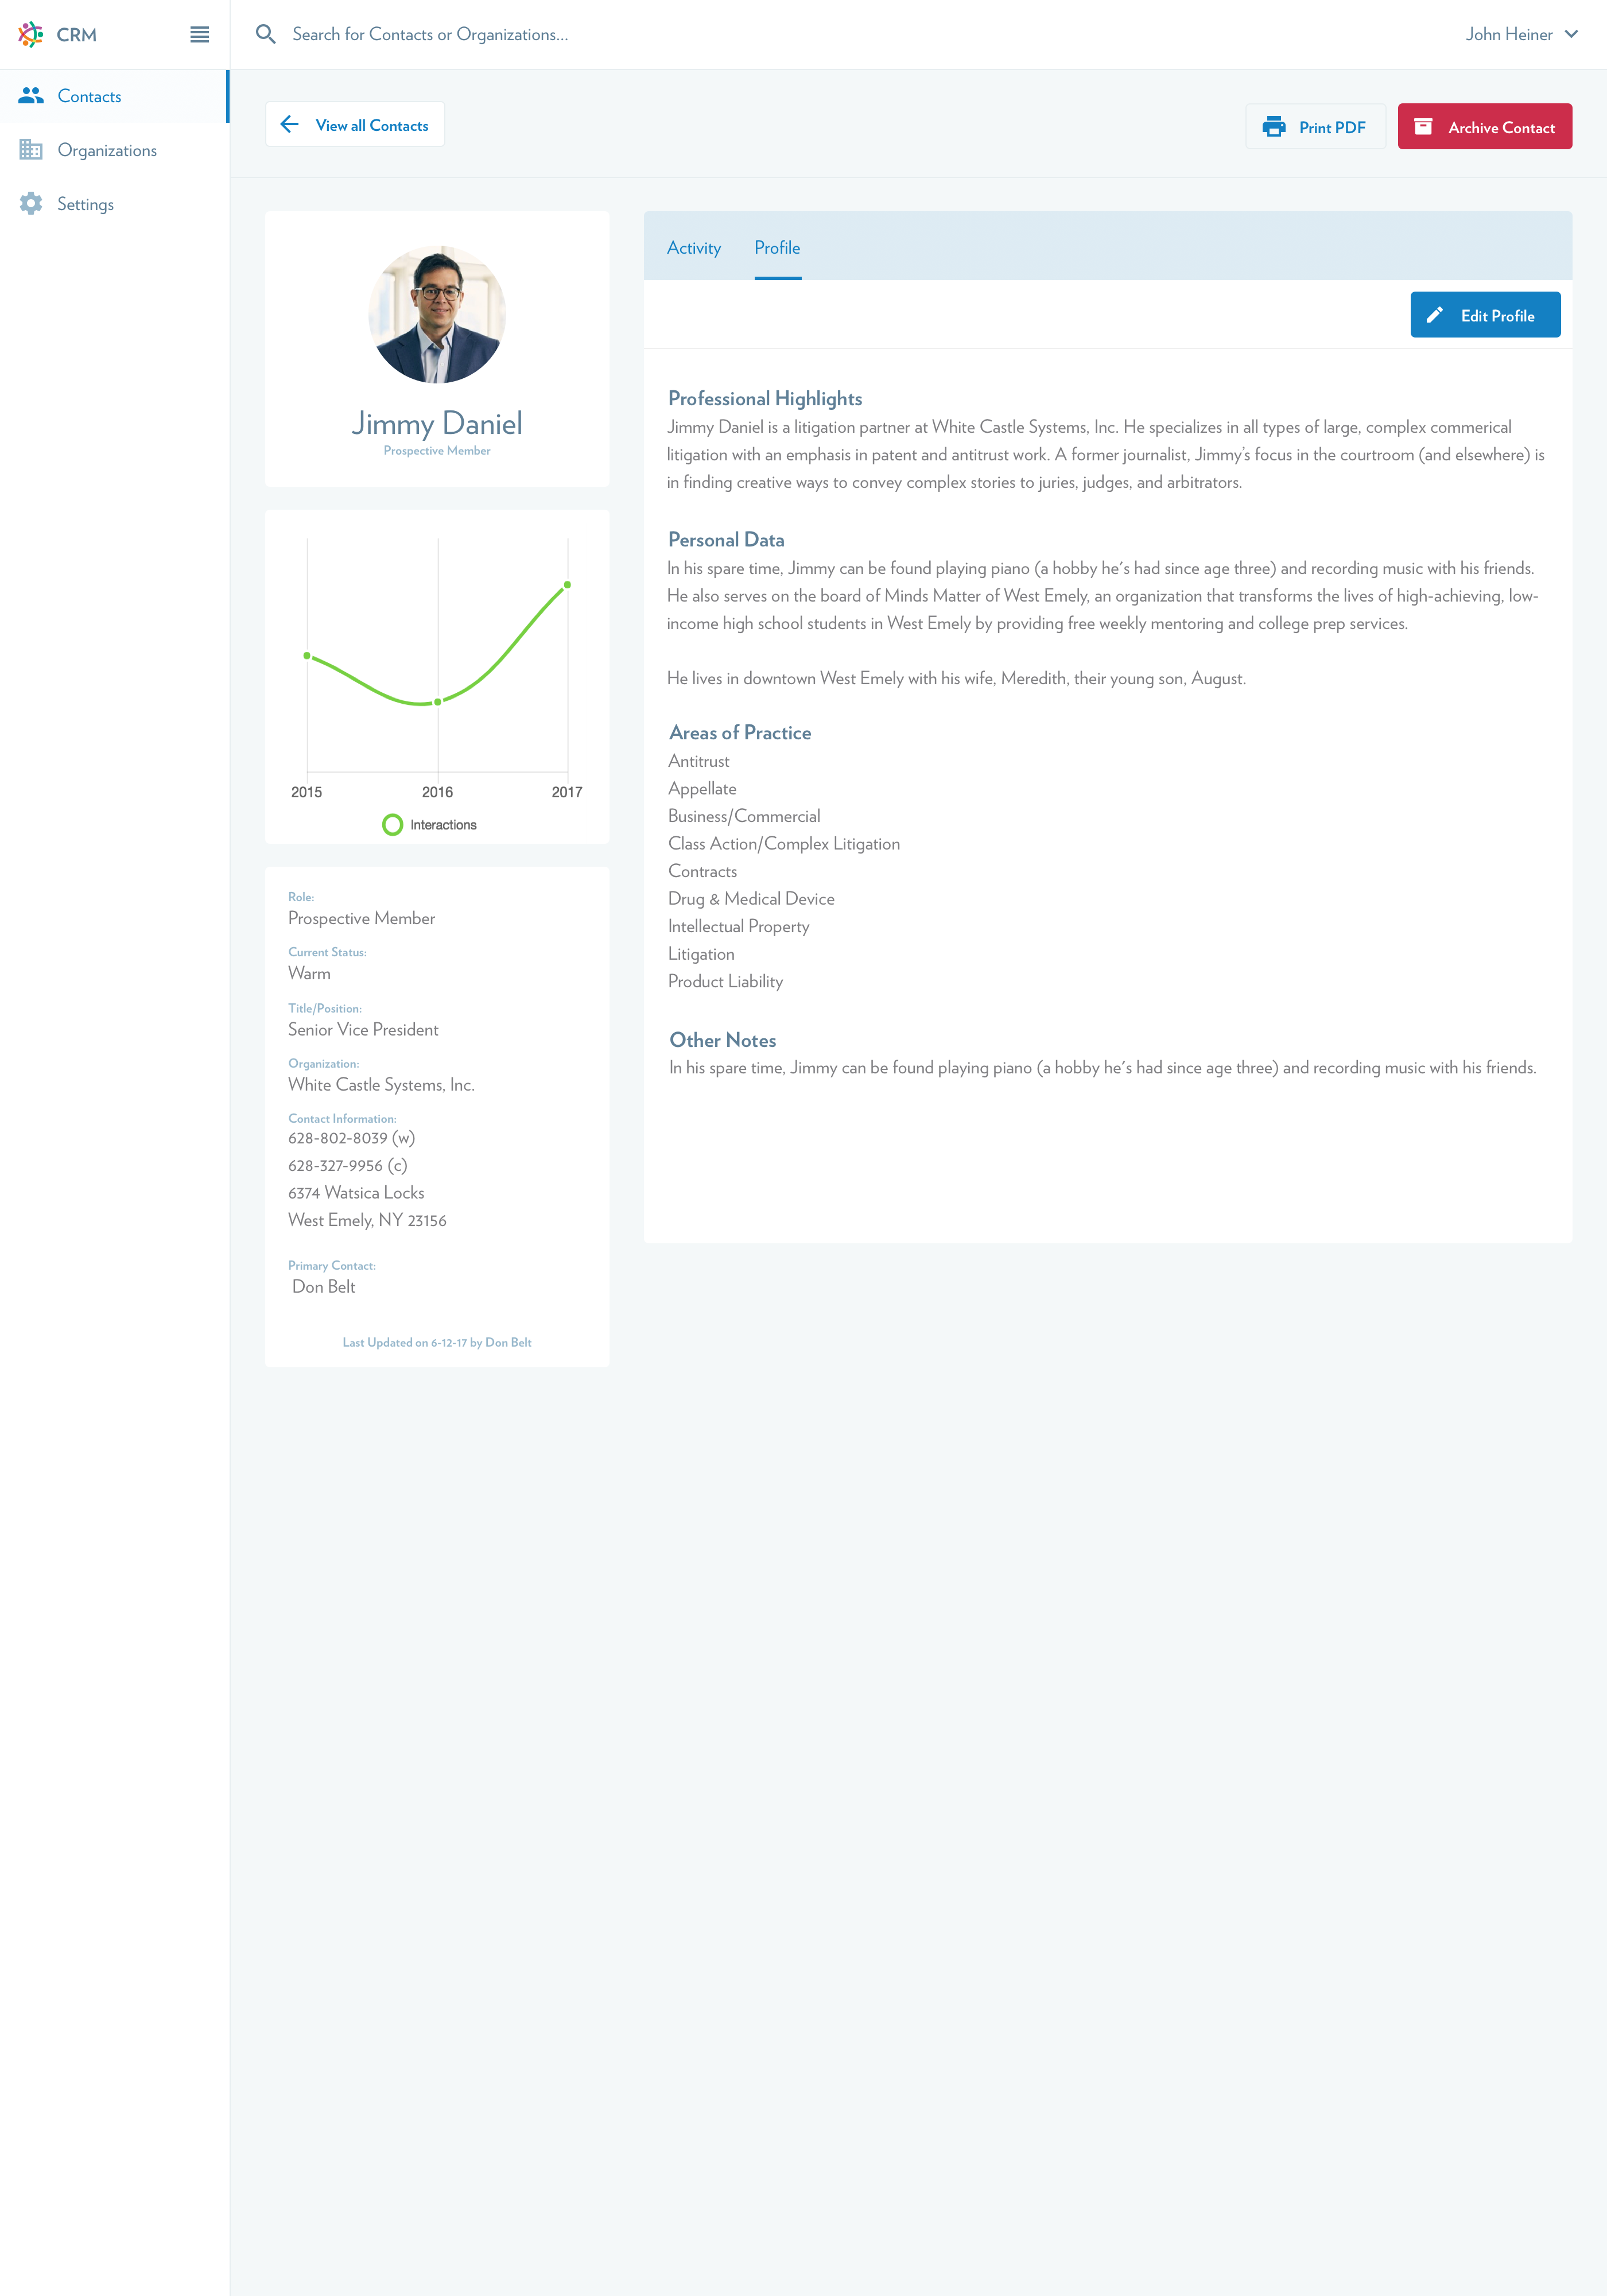 CRM
Search for Contacts or Organizations...
John Heiner
Contacts
Organizations
Settings
View all Contacts
Print PDF
Archive Contact
Jimmy Daniel
Prospective Member
2015 2016 2017
Interactions
Role:
Prospective Member
Current Status:
Warm
Title/Position:
Senior Vice President
Organization:
White Castle Systems, Inc.
Contact Information:
628-802-8039 (w)
628-327-9956 (c)
6374 Watsica Locks
West Emely, NY 23156
Primary Contact:
Don Belt
Last Updated on 6-12-17 by Don Belt
Activity Profile
Edit Profile
Professional Highlights
Jimmy Daniel is a litigation partner at White Castle Systems, Inc. He specializes in all types of large, complex commerical
litigation with an emphasis in patent and antitrust work. A former journalist, Jimmy's focus in the courtroom (and elsewhere) is
in finding creative ways to convey complex stories to juries, judges, and arbitrators.
Personal Data
In his spare time, Jimmy can be found playing piano (a hobby he's had since age three) and recording music with his friends.
He also serves on the board of Minds Matter of West Emely, an organization that transforms the lives of high-achieving, low-
income high school students in West Emely by providing free weekly mentoring and college prep services.
He lives in downtown West Emely with his wife, Meredith, their young son, August.
Areas of Practice
Antitrust
Appellate
Business/Commercial
Class Action/Complex Litigation
Contracts
Drug & Medical Device
Intellectual Property
Litigation
Product Liability
Other Notes
In his spare time, Jimmy can be found playing piano (a hobby he's had since age three) and recording music with his friends.